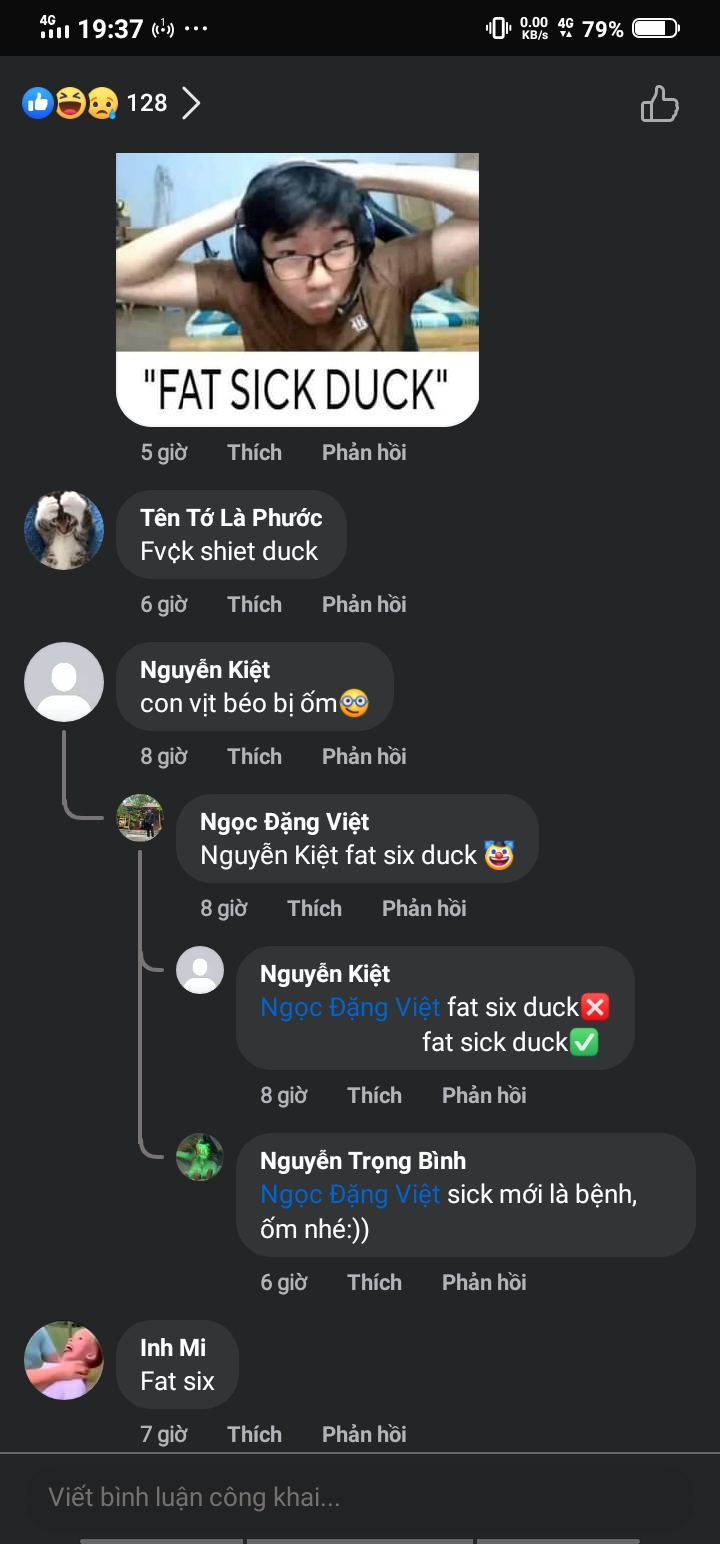 4G 19:37 ... 0.00 KB/s 4G 79%
128
"FAT SICK DUCK"
5 giờ Thích Phản hồi
Tên Tớ Là Phước
Fv¢k shiet duck
6 giờ Thích Phản hồi
Nguyễn Kiệt
con vịt béo bị ốm🥸
8 giờ Thích Phản hồi
Ngọc Đặng Việt
Nguyễn Kiệt fat six duck 🤡
8 giờ Thích Phản hồi
Nguyễn Kiệt
Ngọc Đặng Việt fat six duck❌
fat sick duck✅
8 giờ Thích Phản hồi
Nguyễn Trọng Bình
Ngọc Đặng Việt sick mới là bệnh,
ốm nhé:))
6 giờ Thích Phản hồi
Inh Mi
Fat six
7 giờ Thích Phản hồi
Viết bình luận công khai...